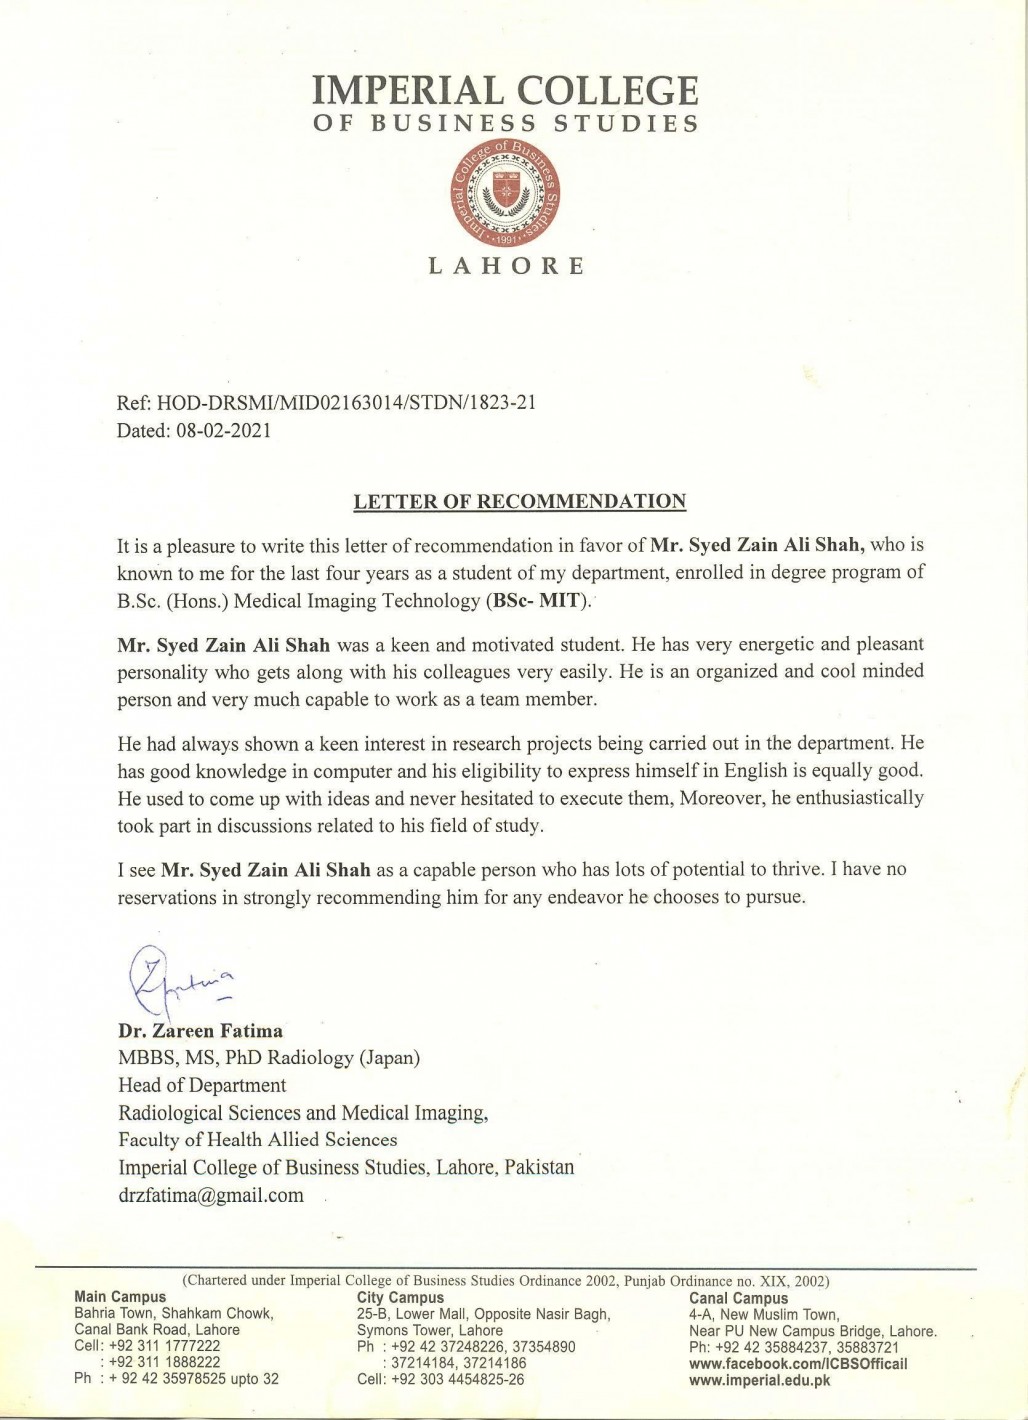 IMPERIAL COLLEGE
OF BUSINESS STUDIES
Imperial College of Business Studies
1991
LAHORE
Ref: HOD-DRSMI/MID02163014/STDN/1823-21
Dated: 08-02-2021
LETTER OF RECOMMENDATION
It is a pleasure to write this letter of recommendation in favor of Mr. Syed Zain Ali Shah, who is
known to me for the last four years as a student of my department, enrolled in degree program of
B.Sc. (Hons.) Medical Imaging Technology (BSc- MIT).
Mr. Syed Zain Ali Shah was a keen and motivated student. He has very energetic and pleasant
personality who gets along with his colleagues very easily. He is an organized and cool minded
person and very much capable to work as a team member.
He had always shown a keen interest in research projects being carried out in the department. He
has good knowledge in computer and his eligibility to express himself in English is equally good.
He used to come up with ideas and never hesitated to execute them, Moreover, he enthusiastically
took part in discussions related to his field of study.
I see Mr. Syed Zain Ali Shah as a capable person who has lots of potential to thrive. I have no
reservations in strongly recommending him for any endeavor he chooses to pursue.
ZFatima
Dr. Zareen Fatima
MBBS, MS, PhD Radiology (Japan)
Head of Department
Radiological Sciences and Medical Imaging,
Faculty of Health Allied Sciences
Imperial College of Business Studies, Lahore, Pakistan
drzfatima@gmail.com
(Chartered under Imperial College of Business Studies Ordinance 2002, Punjab Ordinance no. XIX, 2002)
Main Campus
Bahria Town, Shahkam Chowk,
Canal Bank Road, Lahore
Cell: +92 311 1777222
: +92 311 1888222
Ph : + 92 42 35978525 upto 32
City Campus
25-B, Lower Mall, Opposite Nasir Bagh,
Symons Tower, Lahore
Ph : +92 42 37248226, 37354890
: 37214184, 37214186
Cell: +92 303 4454825-26
Canal Campus
4-A, New Muslim Town,
Near PU New Campus Bridge, Lahore.
Ph: +92 42 35884237, 35883721
www.facebook.com/ICBSOfficail
www.imperial.edu.pk